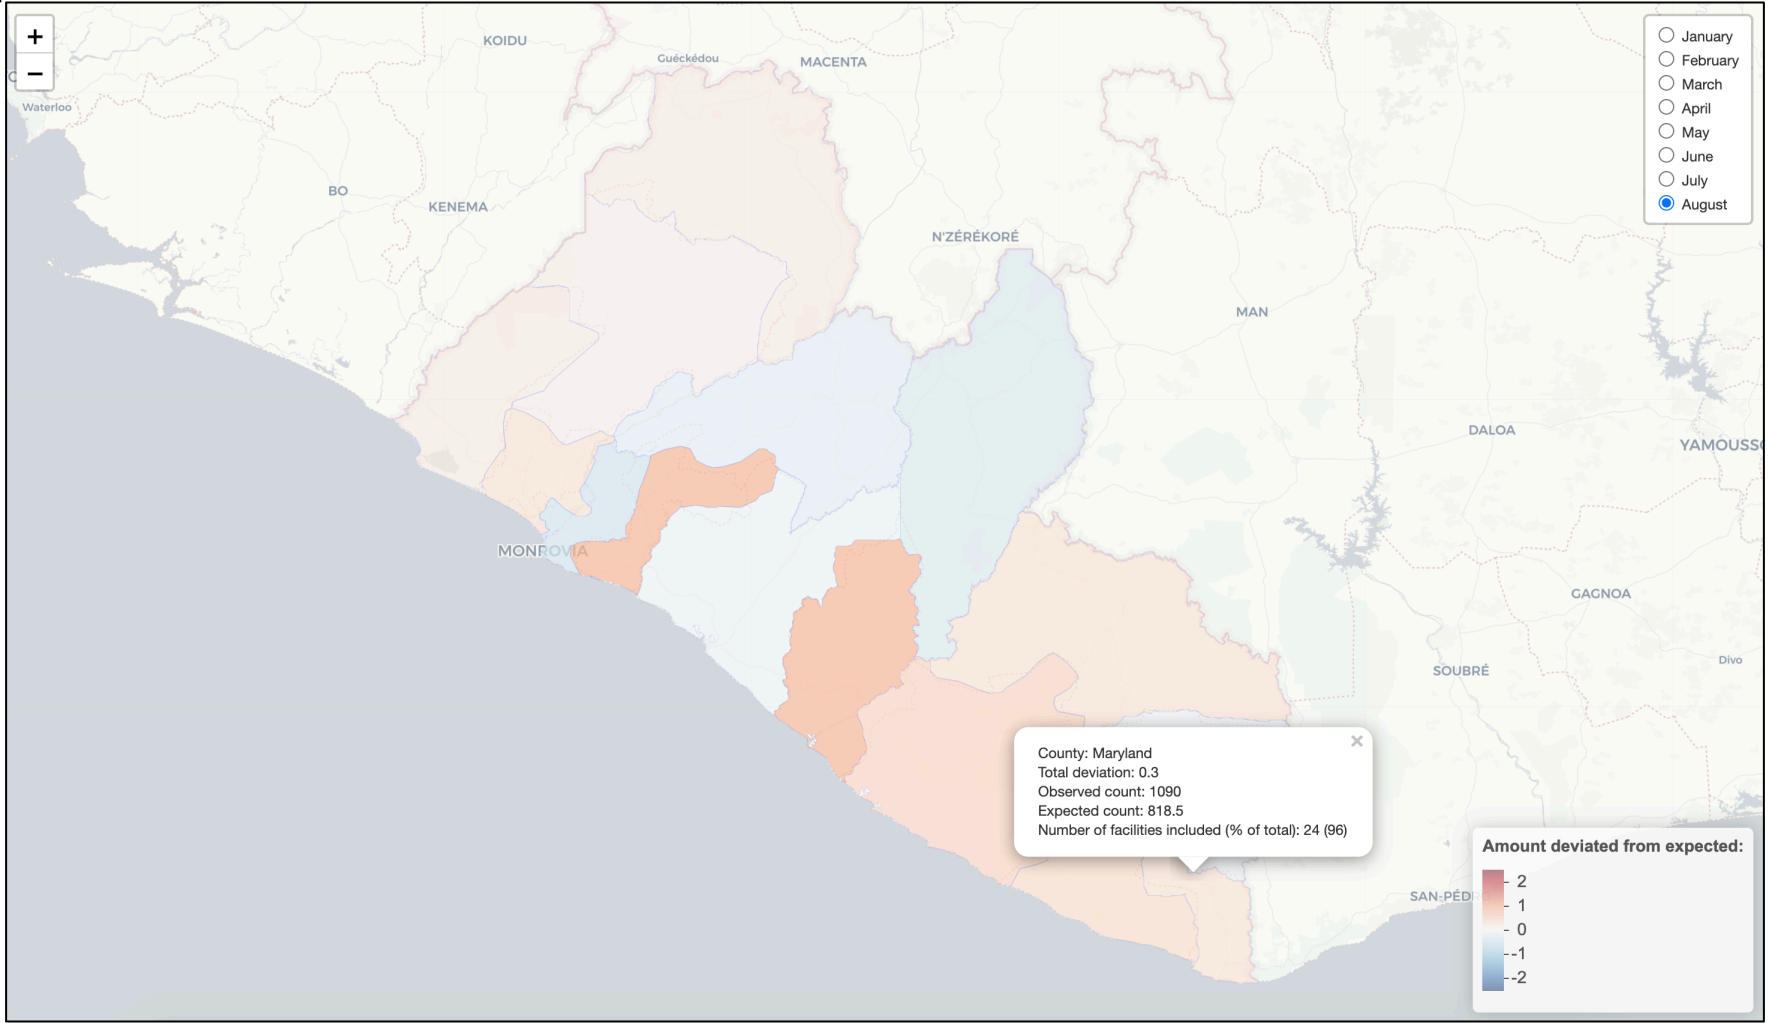 +
−
KOIDU
Guéckédou
MACENTA
Waterloo
BO
KENEMA
N'ZÉRÉKORÉ
MAN
DALOA
YAMOUSSO
MONROVIA
GAGNOA
SOUBRÉ
Divo
SAN-PÉD
January
February
March
April
May
June
July
August
County: Maryland
Total deviation: 0.3
Observed count: 1090
Expected count: 818.5
Number of facilities included (% of total): 24 (96)
×
Amount deviated from expected:
2
1
0
-1
-2